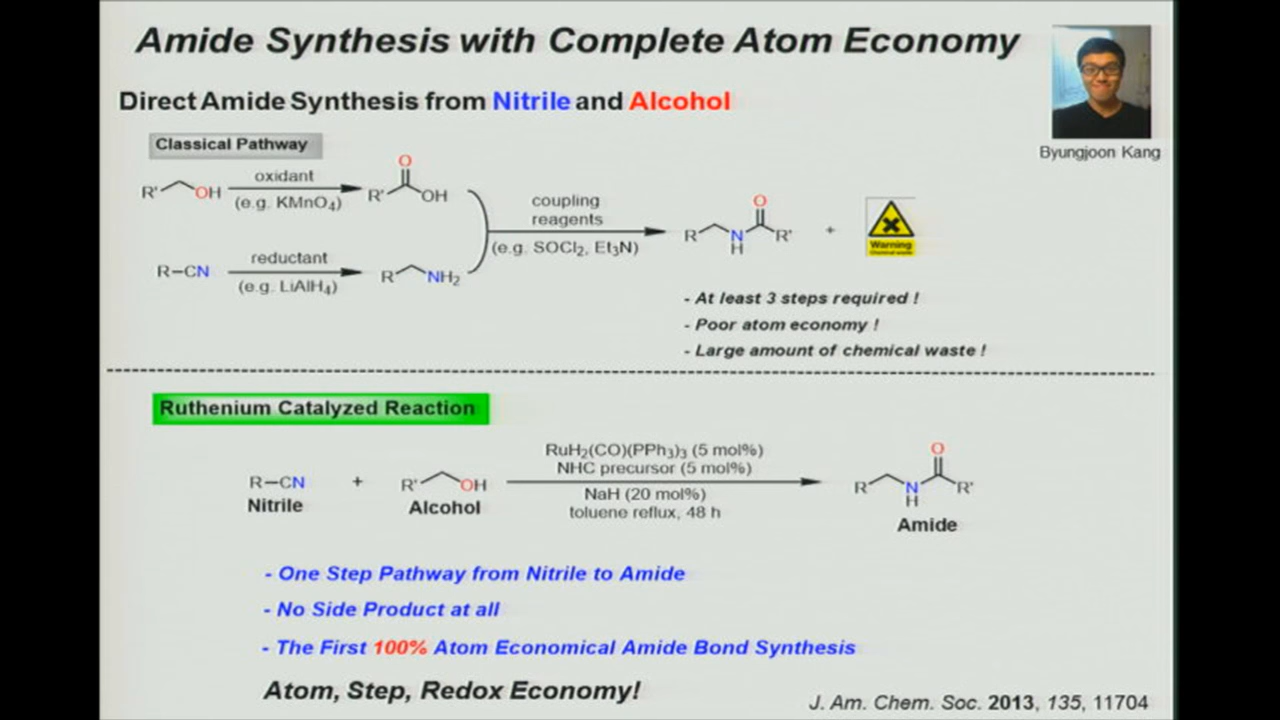 Amide Synthesis with Complete Atom Economy
Direct Amide Synthesis from Nitrile and Alcohol
Byungjoon Kang
Classical Pathway
R' OH
oxidant
(e.g. KMnO₄)
O
R' OH
R−CN
reductant
(e.g. LiAlH₄)
R NH₂
coupling
reagents
(e.g. SOCl₂, Et₃N)
O
R N R'
H
+
Warning
- At least 3 steps required !
- Poor atom economy !
- Large amount of chemical waste !
Ruthenium Catalyzed Reaction
R−CN
Nitrile
+
R' OH
Alcohol
RuH₂(CO)(PPh₃)₃ (5 mol%)
NHC precursor (5 mol%)
NaH (20 mol%)
toluene reflux, 48 h
O
R N R'
H
Amide
- One Step Pathway from Nitrile to Amide
- No Side Product at all
- The First 100% Atom Economical Amide Bond Synthesis
Atom, Step, Redox Economy!
J. Am. Chem. Soc. 2013, 135, 11704